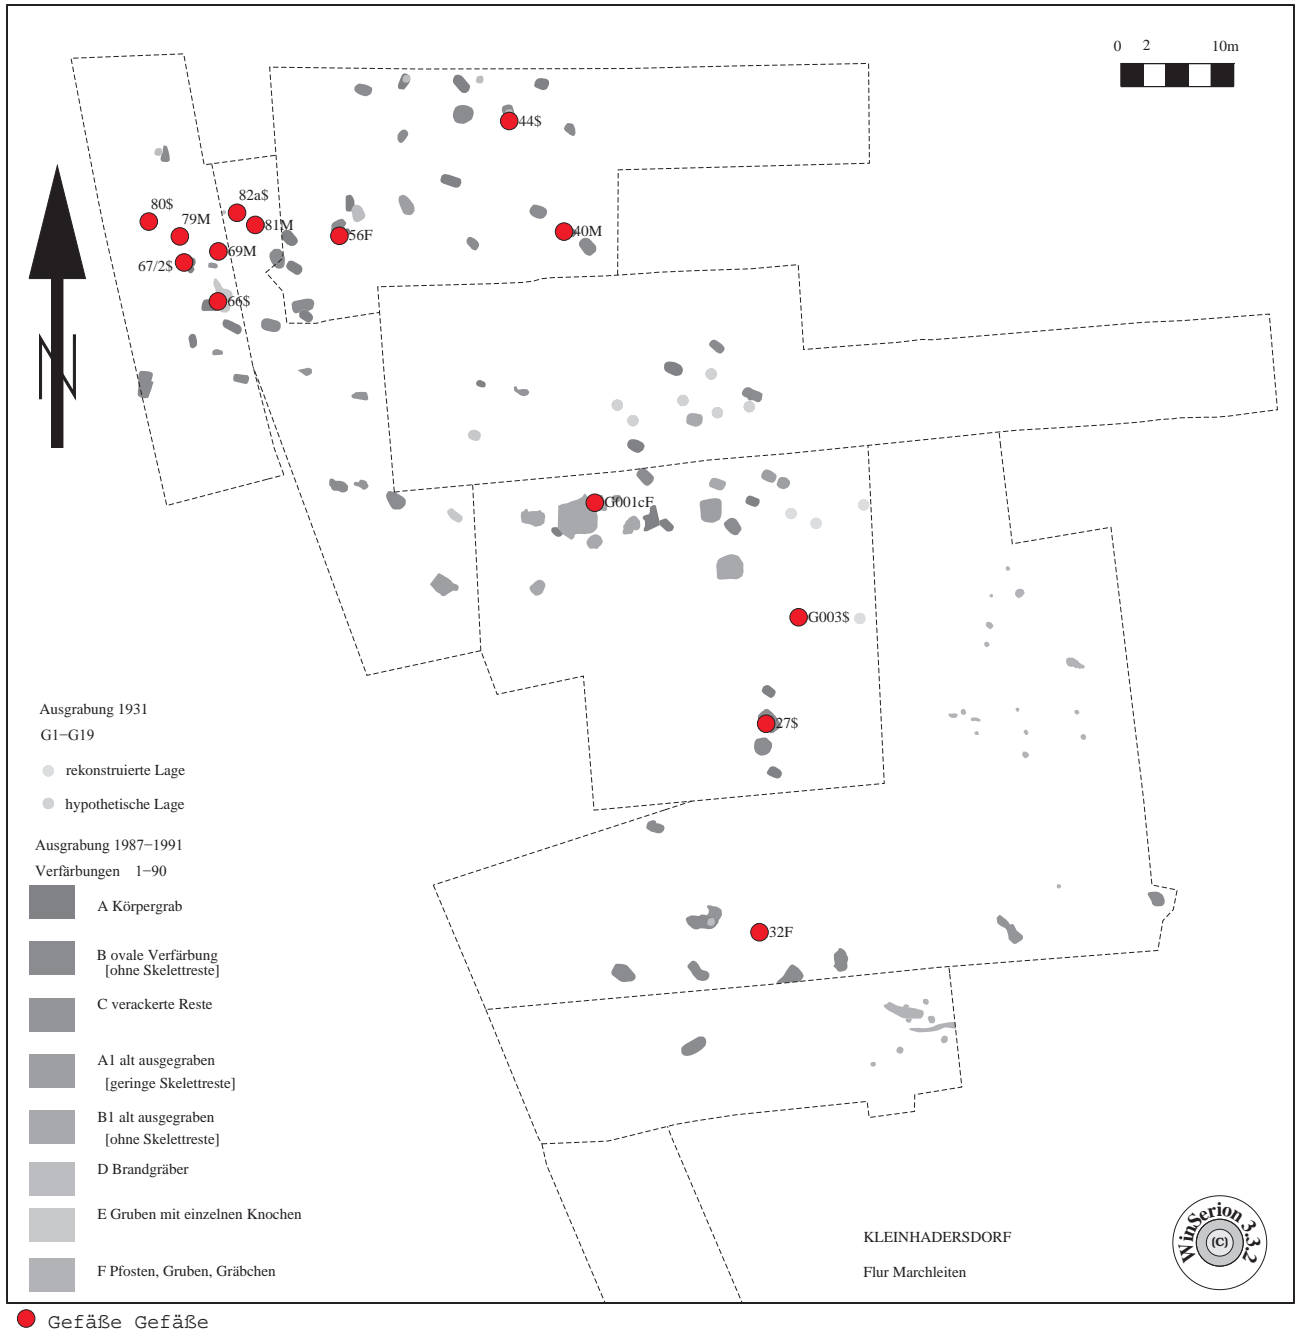 0 2 10m
44$
82a$
80$
79M
81M
56F
40M
69M
67/2$
66$
G001cF
G003$
27$
32F
N
Ausgrabung 1931
G1−G19
rekonstruierte Lage
hypothetische Lage
Ausgrabung 1987−1991
Verfärbungen 1−90
A Körpergrab
B ovale Verfärbung
[ohne Skelettreste]
C verackerte Reste
A1 alt ausgegraben
[geringe Skelettreste]
B1 alt ausgegraben
[ohne Skelettreste]
D Brandgräber
E Gruben mit einzelnen Knochen
F Pfosten, Gruben, Gräbchen
KLEINHADERSDORF
Flur Marchleiten
WinSerion 3.3.2
(C)
Gefäße Gefäße